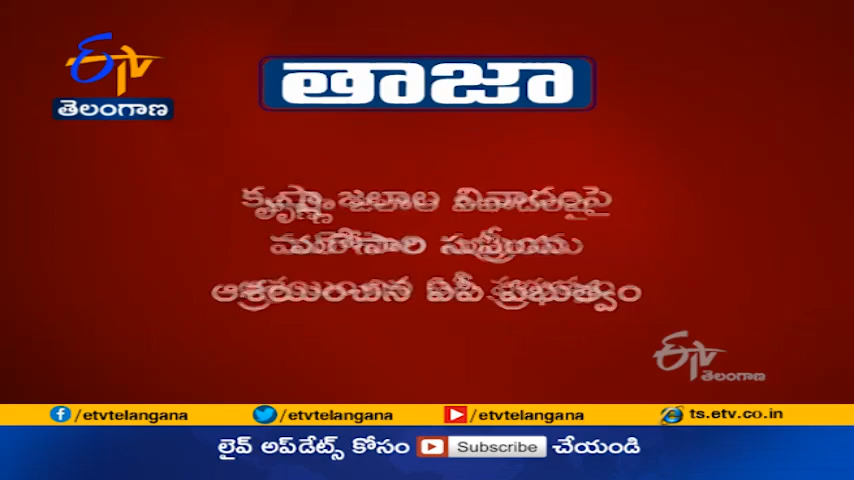 ETV
తెలంగాణ
తాజా
కృష్ణా జలాల వివాదంపై
మరోసారి సుప్రీంను
ఆశ్రయించిన ఏపీ ప్రభుత్వం
ETV
తెలంగాణ
/etvtelangana
/etvtelangana
/etvtelangana
ts.etv.co.in
లైవ్ అప్‌డేట్స్ కోసం Subscribe చేయండి